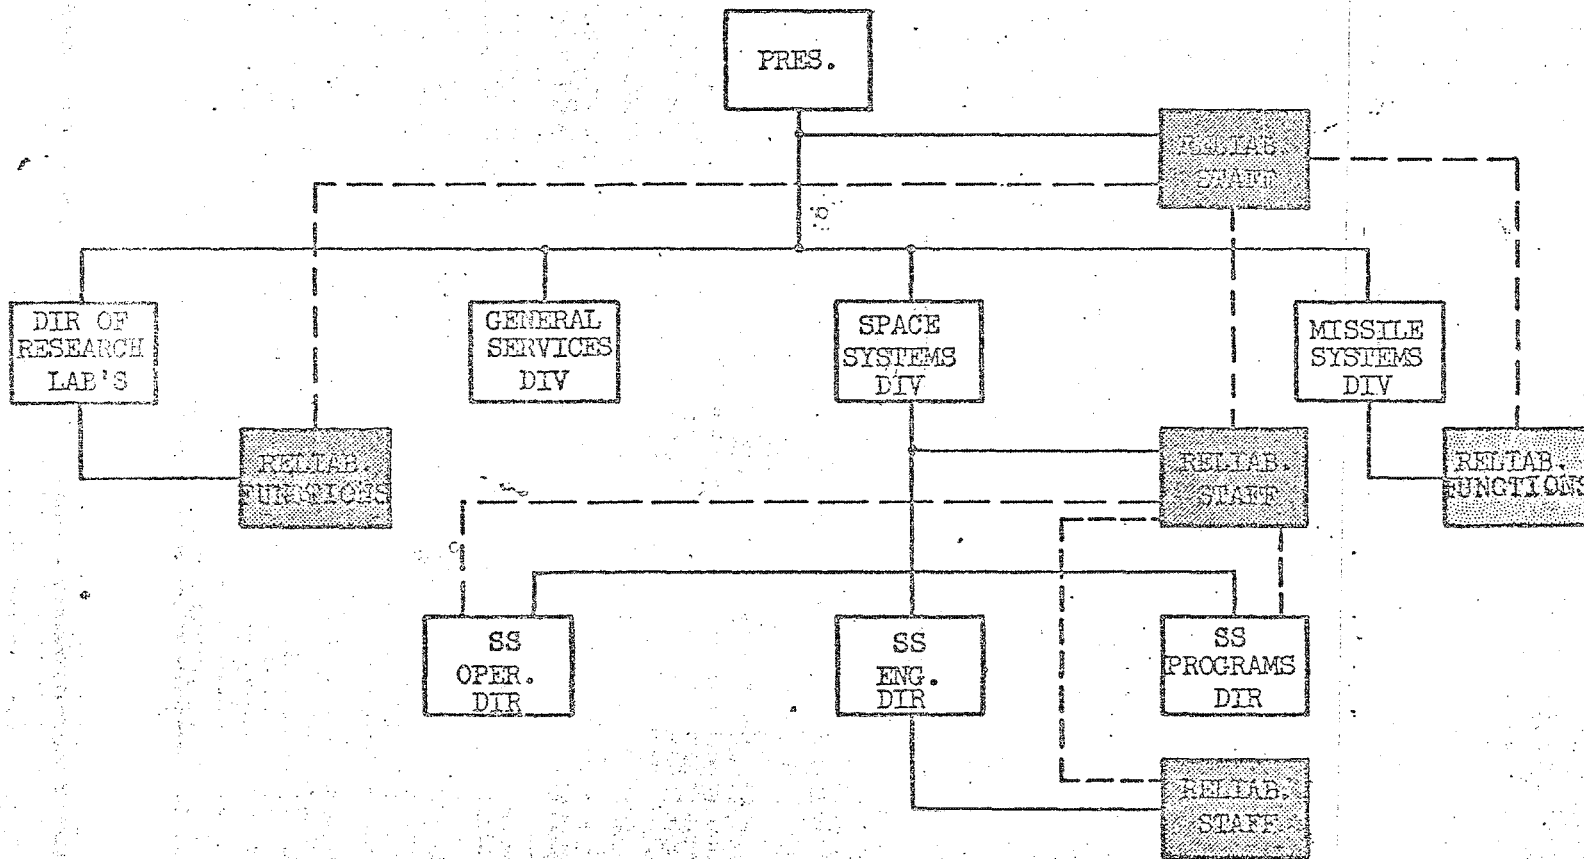 PRES.
RELIAB.
STAFF
DIR OF
RESEARCH
LAB'S
GENERAL
SERVICES
DIV
SPACE
SYSTEMS
DIV
MISSILE
SYSTEMS
DIV
RELIAB.
FUNCTIONS
RELIAB.
STAFF
RELIAB.
FUNCTIONS
SS
OPER.
DIR
SS
ENG.
DIR
SS
PROGRAMS
DIR
RELIAB.
STAFF